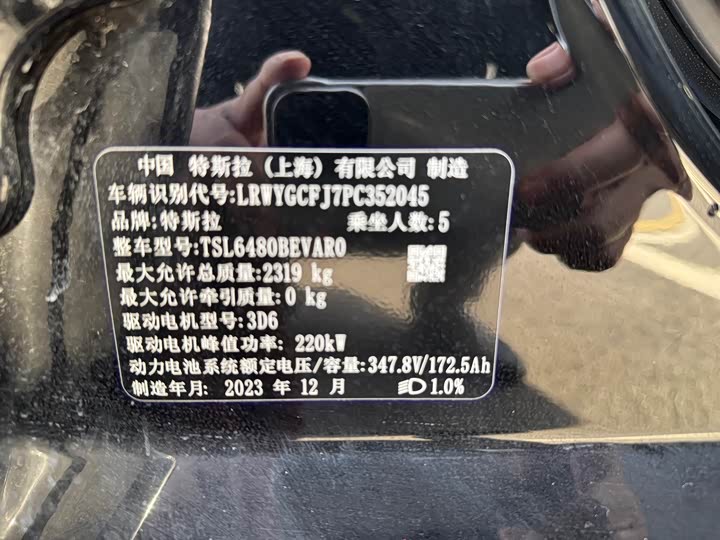 中国 特斯拉 (上海) 有限公司 制造
车辆识别代号:LRWYGCFJ7PC352045
品牌:特斯拉 乘坐人数:5
整车型号:TSL6480BEVAR0
最大允许总质量:2319 kg
最大允许牵引质量:0 kg
驱动电机型号:3D6
驱动电机峰值功率: 220kW
动力电池系统额定电压/容量:347.8V/172.5Ah
制造年月: 2023 年 12 月 1.0%